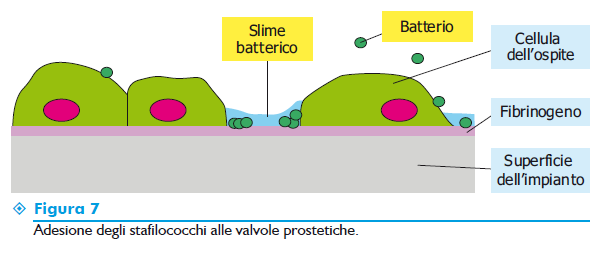 Slime
batterico
Batterio
Cellula
dell'ospite
Fibrinogeno
Superficie
dell'impianto
Figura 7
Adesione degli stafilococchi alle valvole prostetiche.